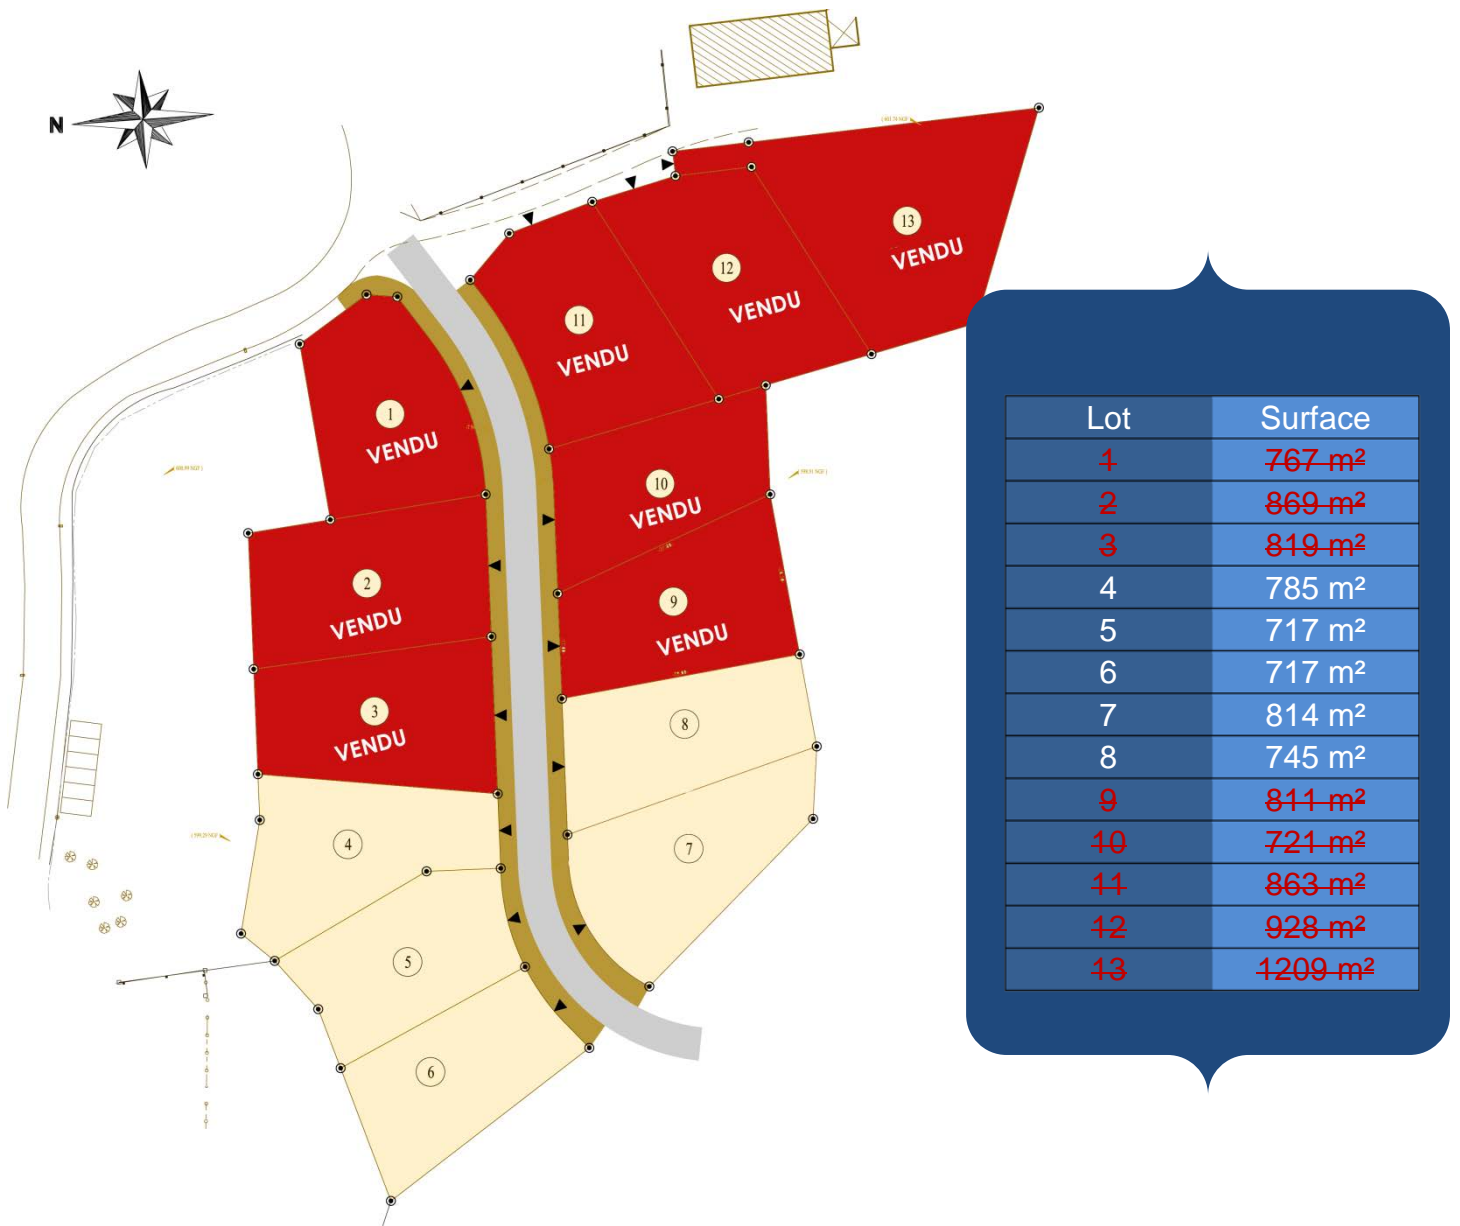 N
13
VENDU
12
VENDU
11
VENDU
1
VENDU
10
VENDU
2
VENDU
9
VENDU
3
VENDU
8
4
7
5
6
Lot Surface
1 767 m²
2 869 m²
3 819 m²
4 785 m²
5 717 m²
6 717 m²
7 814 m²
8 745 m²
9 811 m²
10 721 m²
11 863 m²
12 928 m²
13 1209 m²